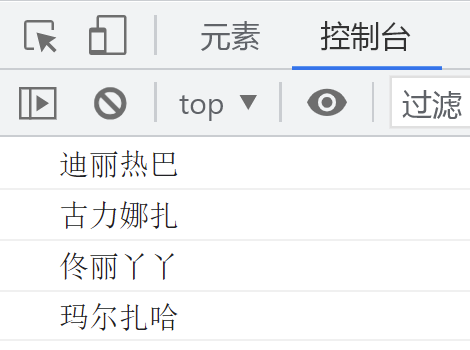 元素 控制台
top 过滤
迪丽热巴
古力娜扎
佟丽丫丫
玛尔扎哈